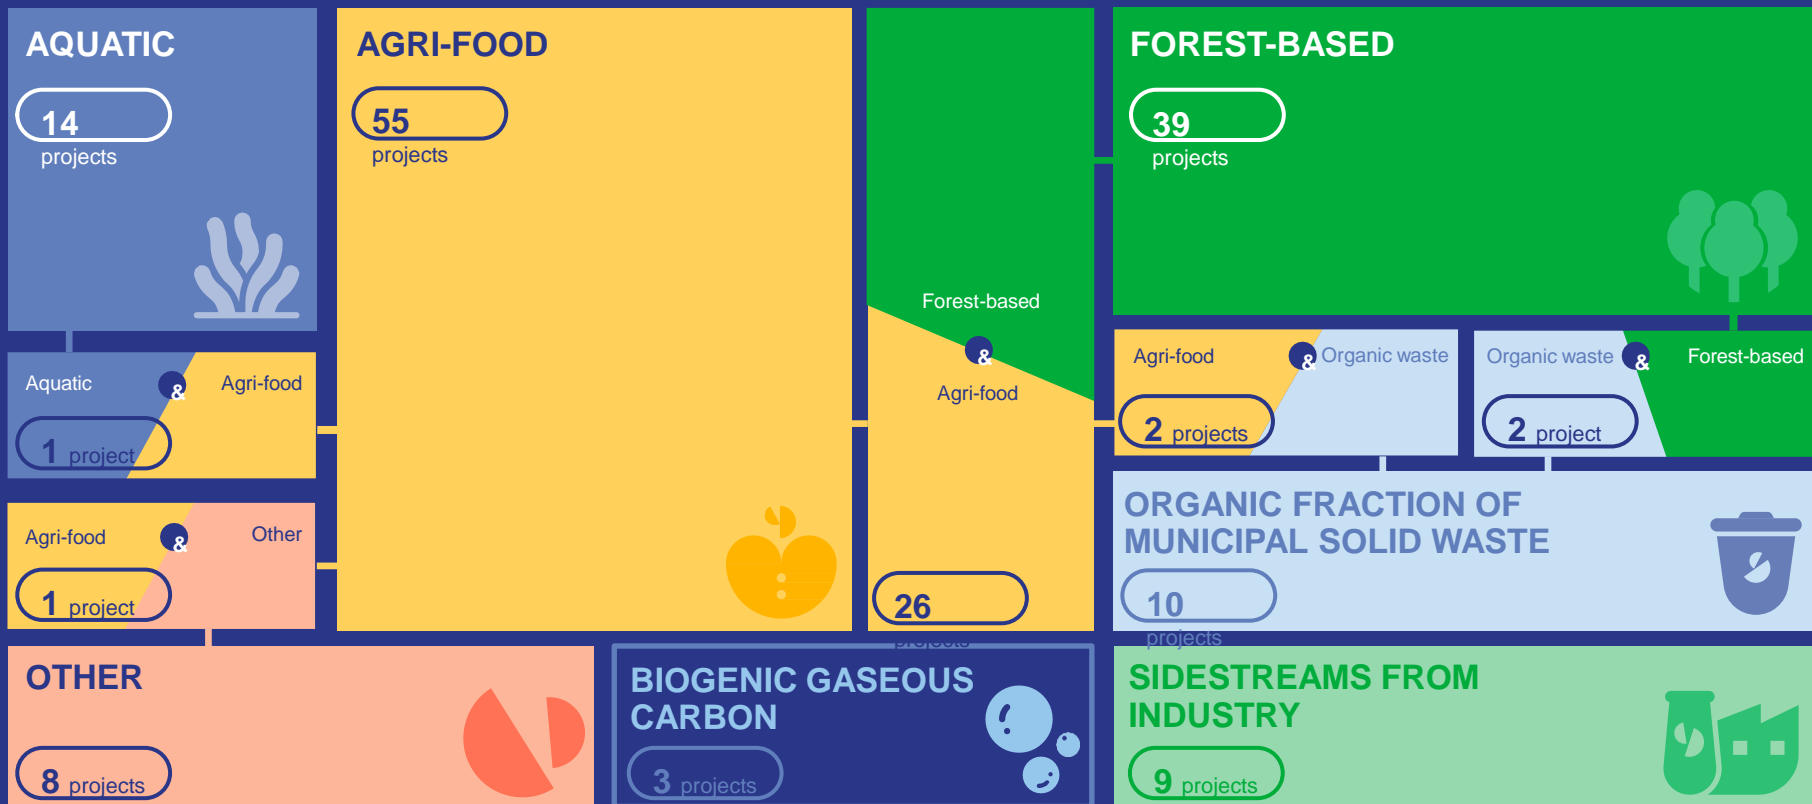 AQUATIC
14
projects
AGRI-FOOD
55
projects
Forest-based
&
Agri-food
26
projects
FOREST-BASED
39
projects
Aquatic
&
Agri-food
1 project
Agri-food
&
Other
1 project
Agri-food
&
Organic waste
2 projects
Organic waste
&
Forest-based
2 project
ORGANIC FRACTION OF
MUNICIPAL SOLID WASTE
10
projects
OTHER
8 projects
BIOGENIC GASEOUS
CARBON
3 projects
SIDESTREAMS FROM
INDUSTRY
9 projects